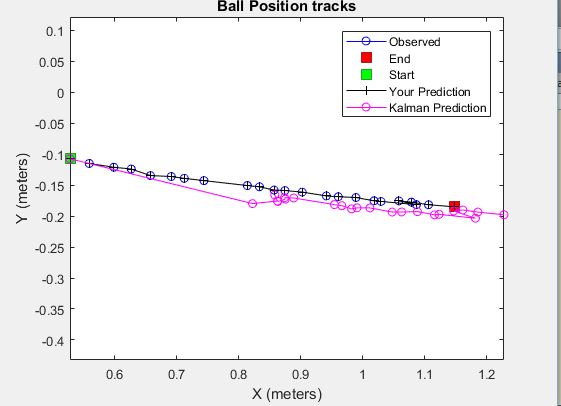 Ball Position tracks
0.1
0.05
0
-0.05
-0.1
-0.15
-0.2
-0.25
-0.3
-0.35
-0.4
Y (meters)
Observed
End
Start
Your Prediction
Kalman Prediction
0.6 0.7 0.8 0.9 1 1.1 1.2
X (meters)